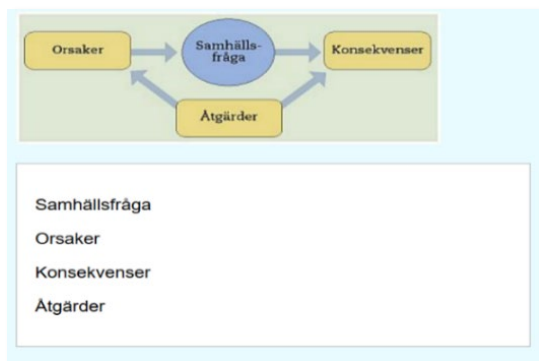 Orsaker
Samhälls-
fråga
Konsekvenser
Åtgärder
Samhällsfråga
Orsaker
Konsekvenser
Åtgärder